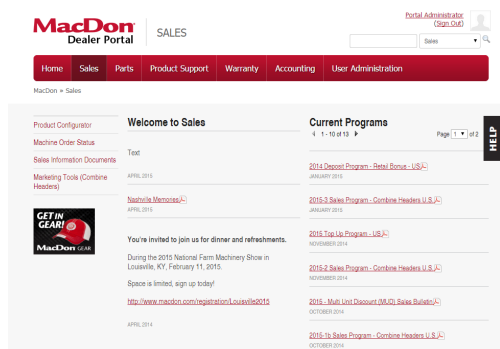 MacDon
Dealer Portal
SALES
Portal Administrator
(Sign Out)
Sales
Home Sales Parts Product Support Warranty Accounting User Administration
MacDon » Sales
HELP
Product Configurator
Machine Order Status
Sales Information Documents
Marketing Tools (Combine
Headers)
GET IN
GEAR!
MacDon GEAR
Welcome to Sales
Text
APRIL 2015
Nashville Memories
APRIL 2015
You're invited to join us for dinner and refreshments.
During the 2015 National Farm Machinery Show in
Louisville, KY, February 11, 2015.
Space is limited, sign up today!
http://www.macdon.com/registration/Louisville2015
APRIL 2014
Current Programs
1 - 10 of 13
Page 1 of 2
2014 Deposit Program - Retail Bonus - US
JANUARY 2015
2015-3 Sales Program - Combine Headers U.S.
JANUARY 2015
2015 Top Up Program - US
NOVEMBER 2014
2015-2 Sales Program - Combine Headers U.S.
NOVEMBER 2014
2015 - Multi Unit Discount (MUD) Sales Bulletin
OCTOBER 2014
2015-1b Sales Program - Combine Headers U.S.
OCTOBER 2014